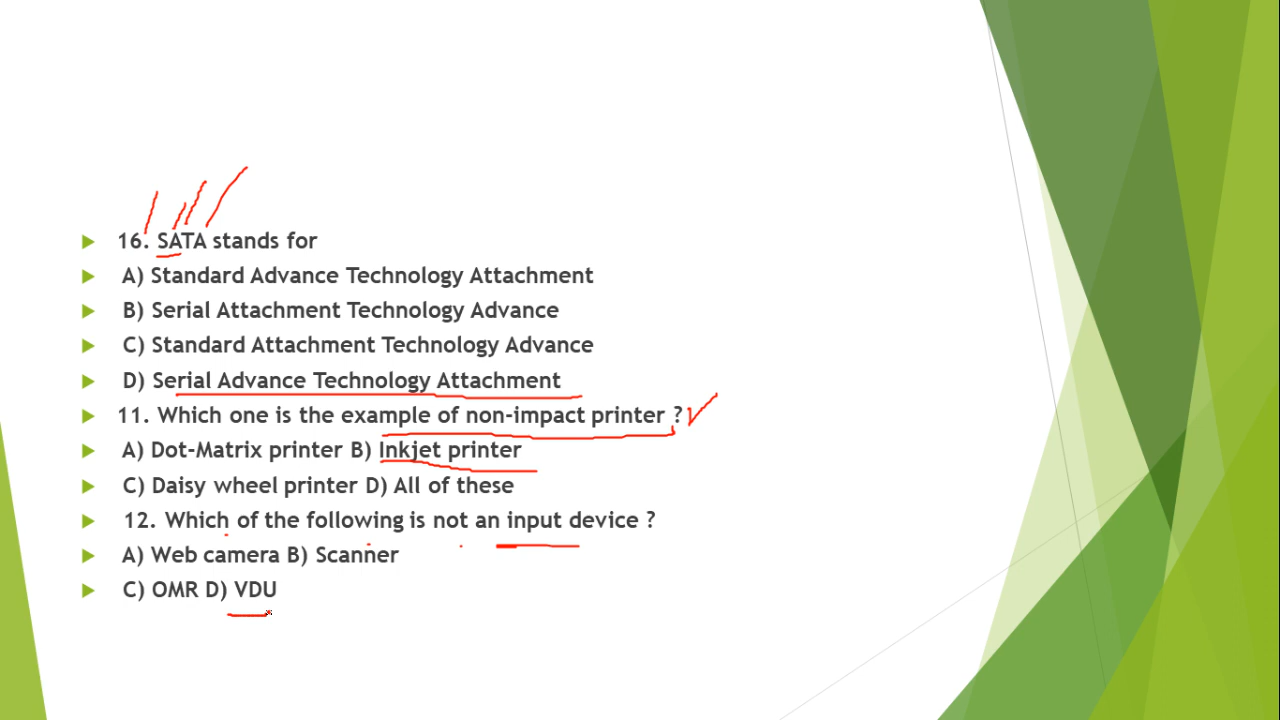 16. SATA stands for
A) Standard Advance Technology Attachment
B) Serial Attachment Technology Advance
C) Standard Attachment Technology Advance
D) Serial Advance Technology Attachment
11. Which one is the example of non-impact printer ?
A) Dot-Matrix printer B) Inkjet printer
C) Daisy wheel printer D) All of these
12. Which of the following is not an input device ?
A) Web camera B) Scanner
C) OMR D) VDU